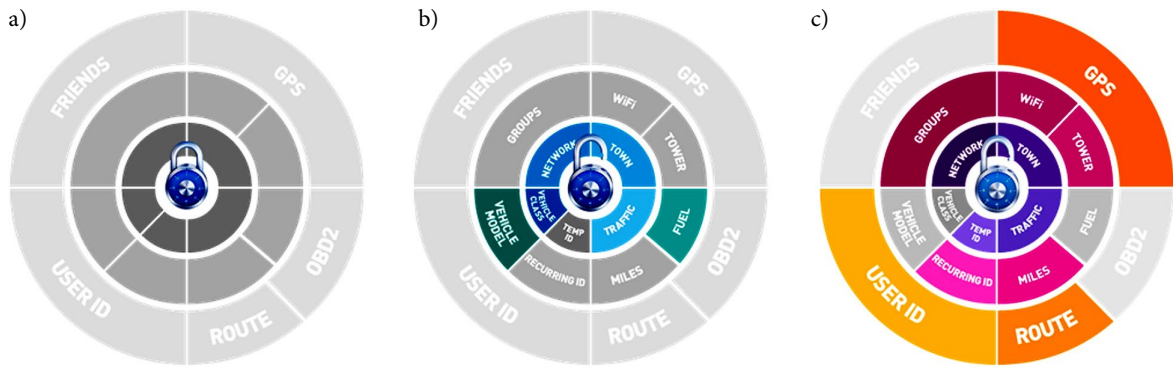 a)
FRIENDS
GPS
USER ID
ROUTE
OBD2
b)
FRIENDS
GPS
GROUPS
WiFi
TOWER
NETWORK
TOWN
VEHICLE
MODEL
VEHICLE
CLASS
TEMP
ID
TRAFFIC
FUEL
RECURRING ID
MILES
USER ID
ROUTE
OBD2
c)
FRIENDS
GPS
GROUPS
WiFi
TOWER
NETWORK
TOWN
VEHICLE
MODEL
VEHICLE
CLASS
TEMP
ID
TRAFFIC
FUEL
RECURRING ID
MILES
USER ID
ROUTE
OBD2